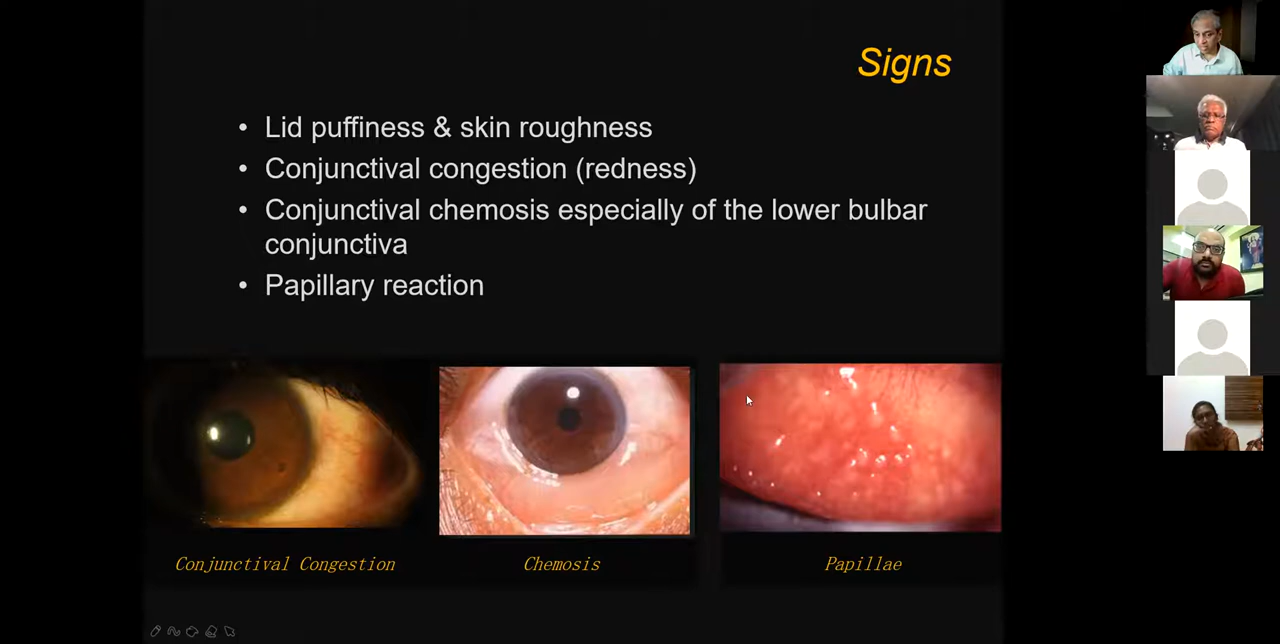 Signs
• Lid puffiness & skin roughness
• Conjunctival congestion (redness)
• Conjunctival chemosis especially of the lower bulbar
conjunctiva
• Papillary reaction
Conjunctival Congestion
Chemosis
Papillae